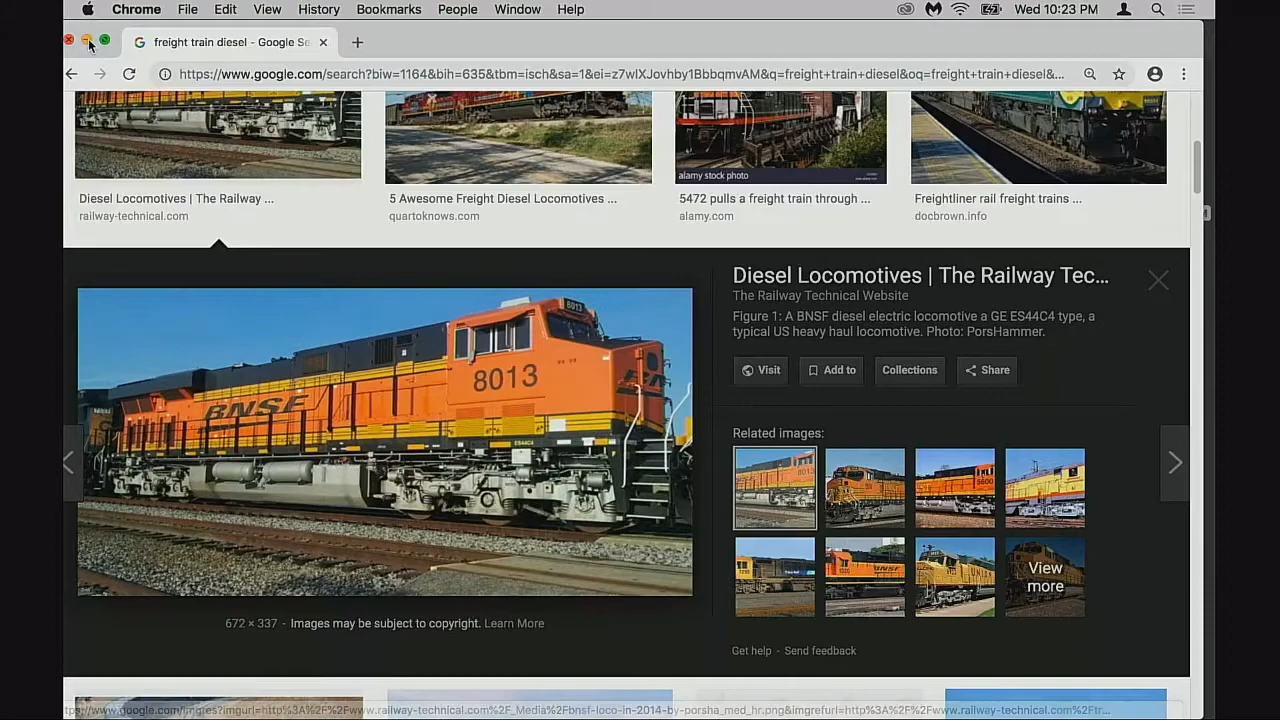 Chrome File Edit View History Bookmarks People Window Help Wed 10:23 PM
freight train diesel - Google Se
https://www.google.com/search?biw=1164&bih=635&tbm=isch&sa=1&ei=z7wIXJovhby1BbbqmvAM&q=freight+train+diesel&oq=freight+train+diesel&...
alamy stock photo
Diesel Locomotives | The Railway ...
railway-technical.com
5 Awesome Freight Diesel Locomotives ...
quartoknows.com
5472 pulls a freight train through ...
alamy.com
Freightliner rail freight trains ...
docbrown.info
Diesel Locomotives | The Railway Tec...
The Railway Technical Website
Figure 1: A BNSF diesel electric locomotive a GE ES44C4 type, a
typical US heavy haul locomotive. Photo: PorsHammer.
Visit Add to Collections Share
8013
8013
BNSF
ES44C4
Related images:
View
more
672 × 337 - Images may be subject to copyright. Learn More
Get help - Send feedback
tps://www.google.com/imgres?imgurl=http%3A%2F%2Fwww.railway-technical.com%2F_Media%2Fbnsf-loco-in-2014-by-porsha_med_hr.png&imgrefurl=http%3A%2F%2Fwww.railway-technical.com%2Ftr...